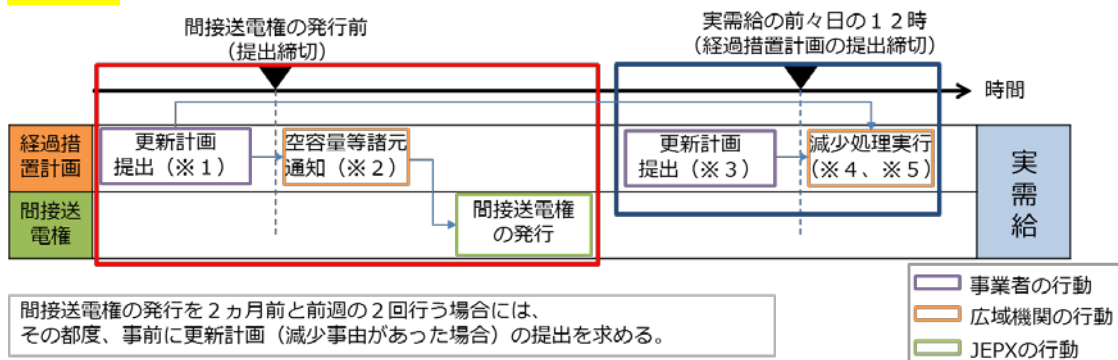 間接送電権の発行前
(提出締切)
実需給の前々日の１２時
(経過措置計画の提出締切)
時間
経過措
置計画
更新計画
提出（※１）
空容量等諸元
通知（※２）
更新計画
提出（※３）
減少処理実行
(※４、※５)
間接送
電権
間接送電権
の発行
実需給
間接送電権の発行を２ヵ月前と前週の２回行う場合には、
その都度、事前に更新計画（減少事由があった場合）の提出を求める。
事業者の行動
広域機関の行動
JEPXの行動